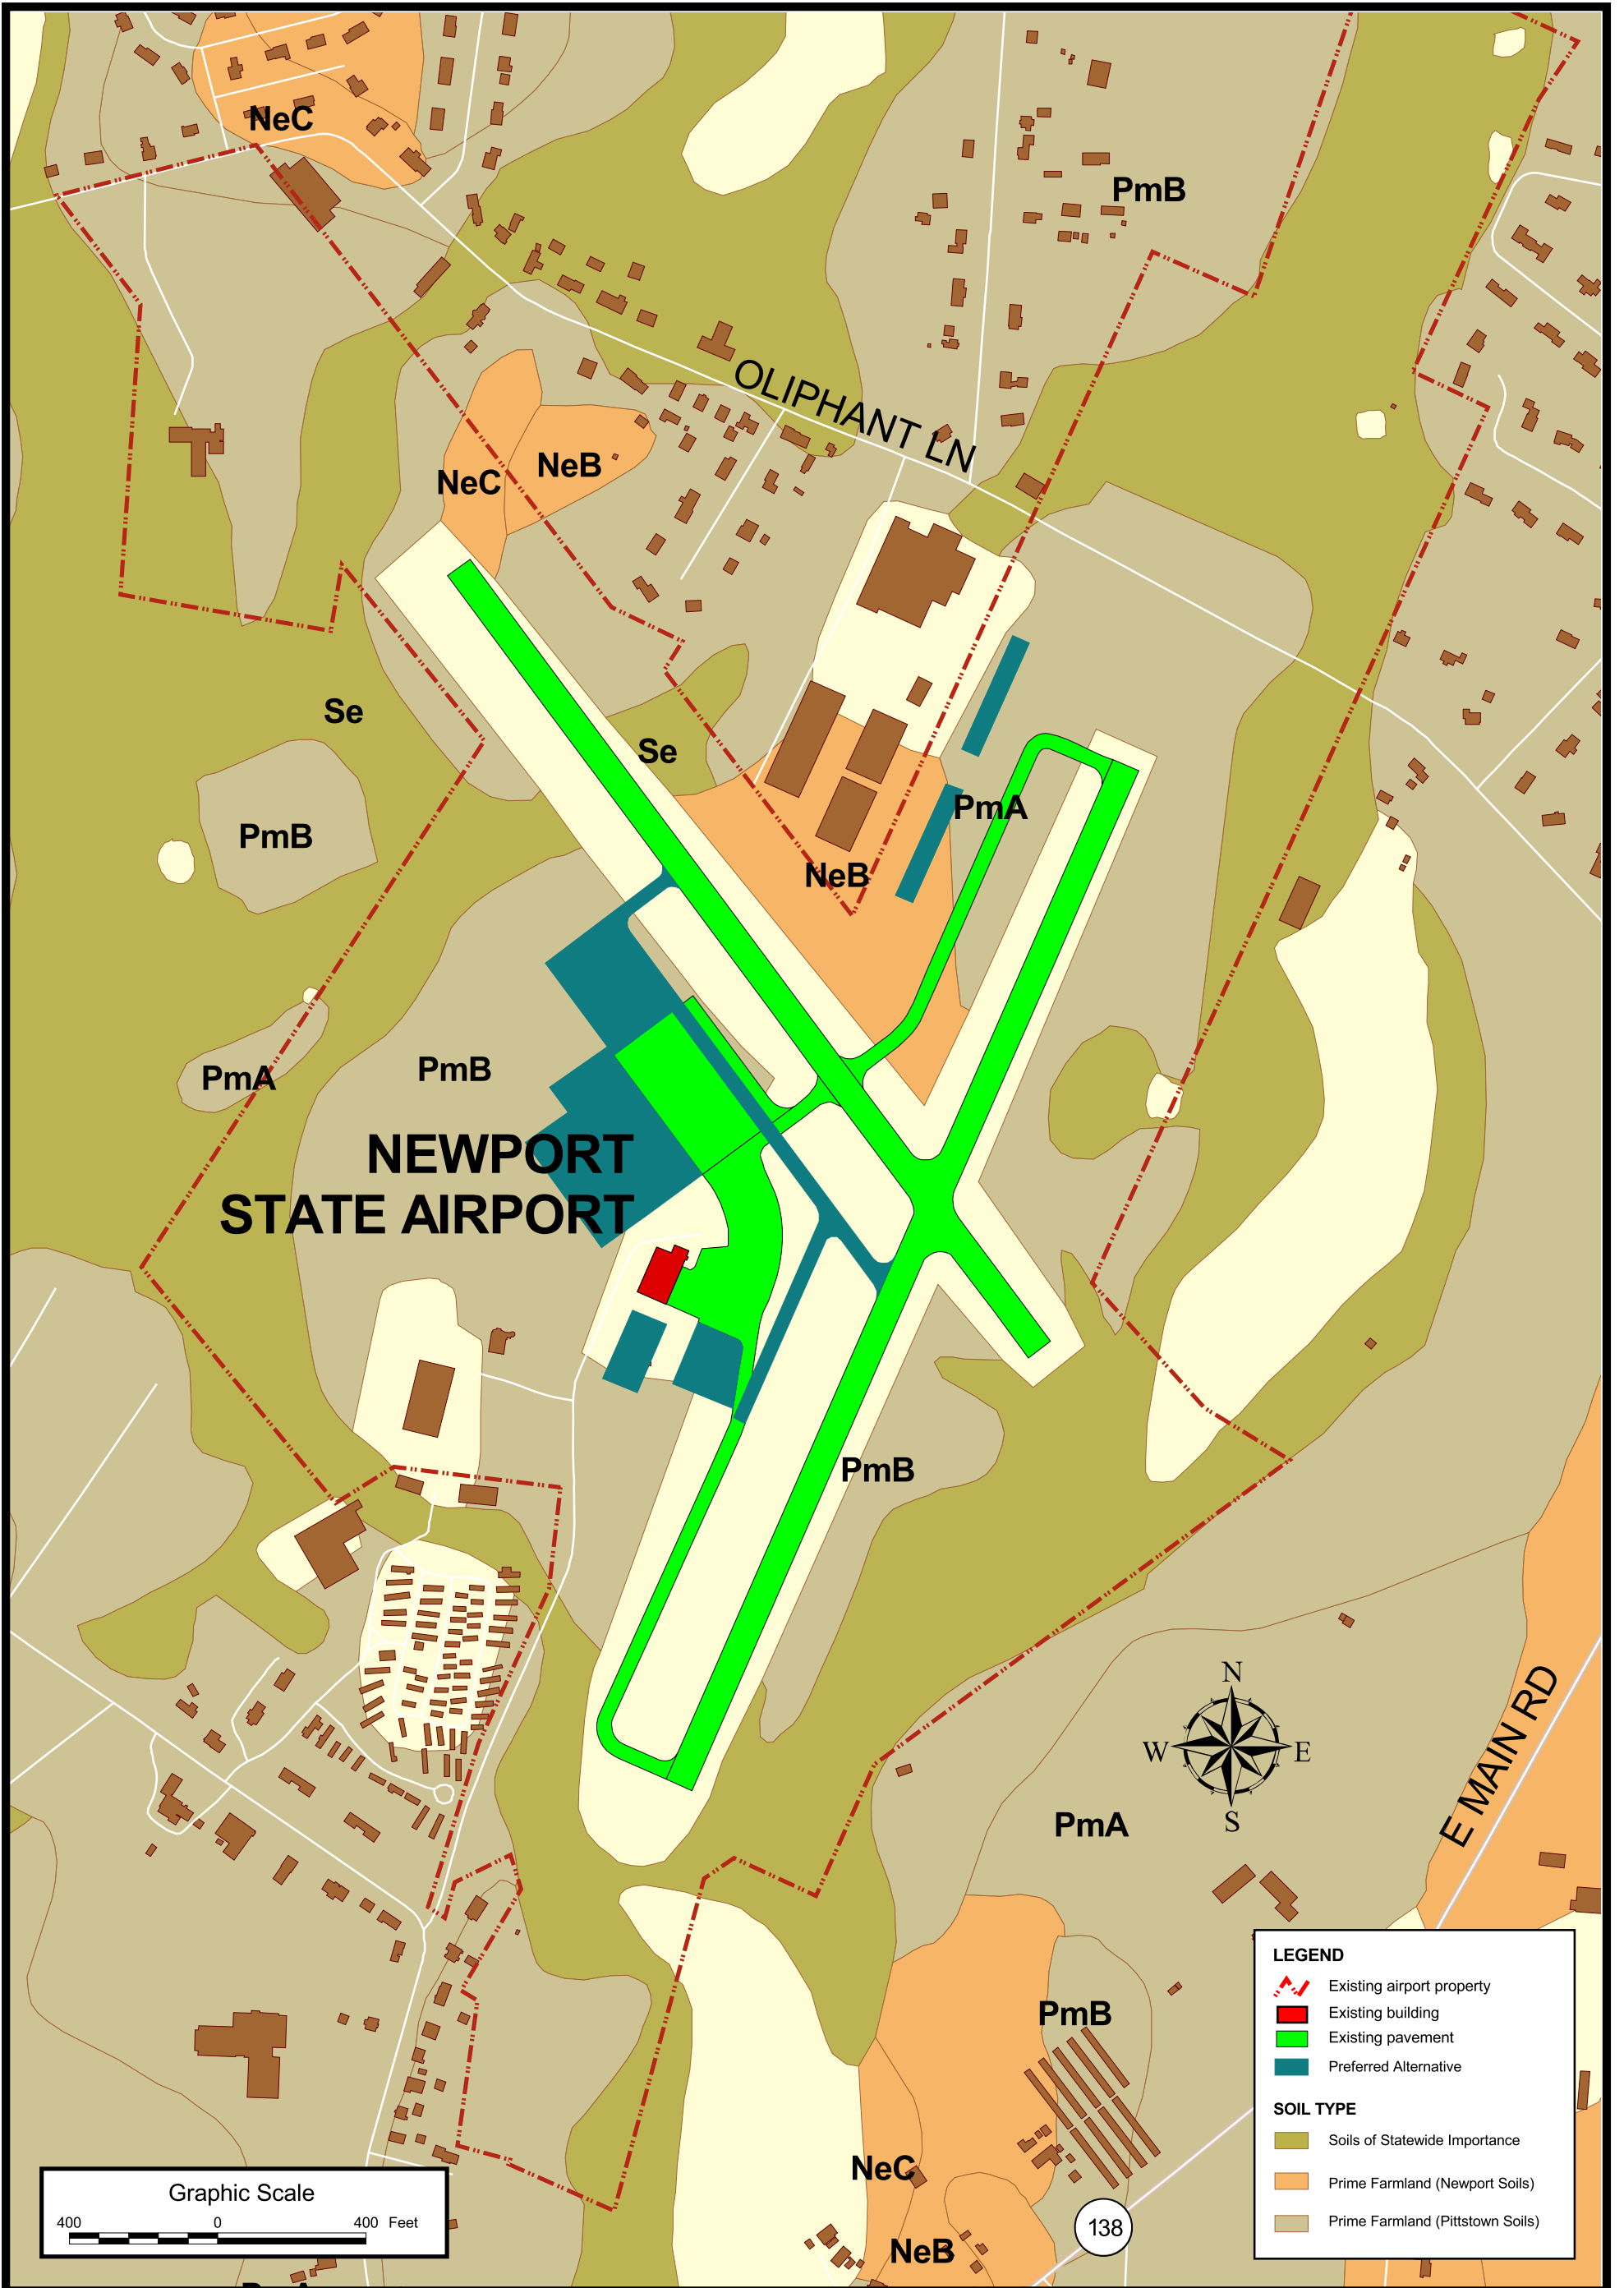 NeC
PmB
OLIPHANT LN
NeB
NeC
Se
Se
PmA
PmB
NeB
PmB
PmA
NEWPORT
STATE AIRPORT
PmB
N
W
E
S
E MAIN RD
PmA
LEGEND
Existing airport property
Existing building
Existing pavement
Preferred Alternative
SOIL TYPE
Soils of Statewide Importance
Prime Farmland (Newport Soils)
Prime Farmland (Pittstown Soils)
PmB
NeC
138
NeB
Graphic Scale
400 0 400 Feet